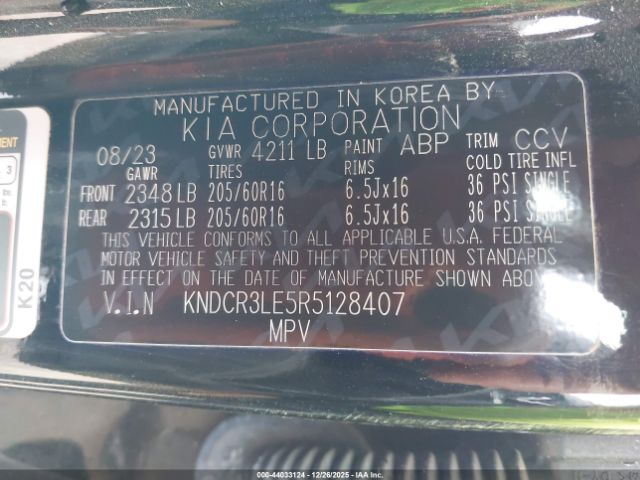 MANUFACTURED IN KOREA BY
KIA CORPORATION
08/23 GVWR 4211 LB PAINT ABP TRIM CCV
GAWR TIRES RIMS COLD TIRE INFL
FRONT 2348 LB 205/60R16 6.5Jx16 36 PSI SINGLE
REAR 2315 LB 205/60R16 6.5Jx16 36 PSI SINGLE
THIS VEHICLE CONFORMS TO ALL APPLICABLE U.S.A. FEDERAL
MOTOR VEHICLE SAFETY AND THEFT PREVENTION STANDARDS
IN EFFECT ON THE DATE OF MANUFACTURE SHOWN ABOVE
V.I.N KNDCR3LE5R5128407
MPV
K20
000-44033124 - 12/26/2025 - IAAI